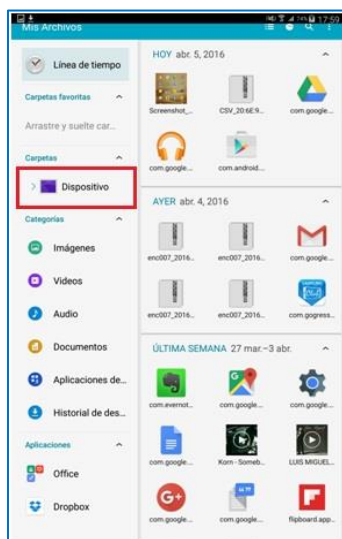 17:59
Mis Archivos
Línea de tiempo
Carpetas favoritas
Arrastre y suelte car...
Carpetas
Dispositivo
Categorías
Imágenes
Videos
Audio
Documentos
Aplicaciones de...
Historial de des...
Aplicaciones
Office
Dropbox
HOY abr. 5, 2016
Screenshot_...
CSV_20:6E:9...
com.google...
com.google...
com.android...
AYER abr. 4, 2016
enc007_2016...
enc007_2016...
com.google...
enc007_2016...
enc007_2016...
com.gogress...
ÚLTIMA SEMANA 27 mar.–3 abr.
com.evernot...
com.google...
com.google...
com.google...
Korn - Someb...
LUIS MIGUEL...
G+
com.google...
com.google...
flipboard.app...